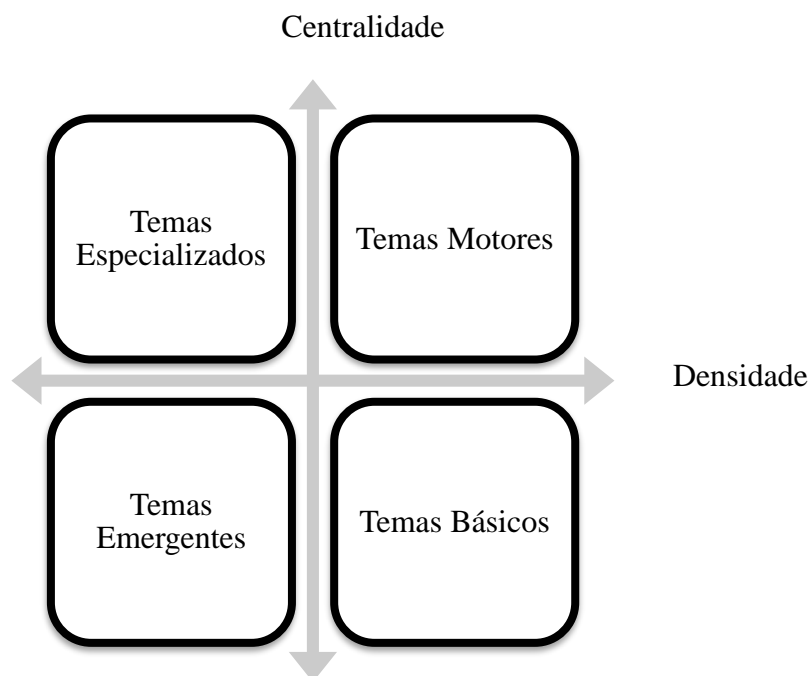 Centralidade
Temas
Especializados
Temas Motores
Densidade
Temas
Emergentes
Temas Básicos